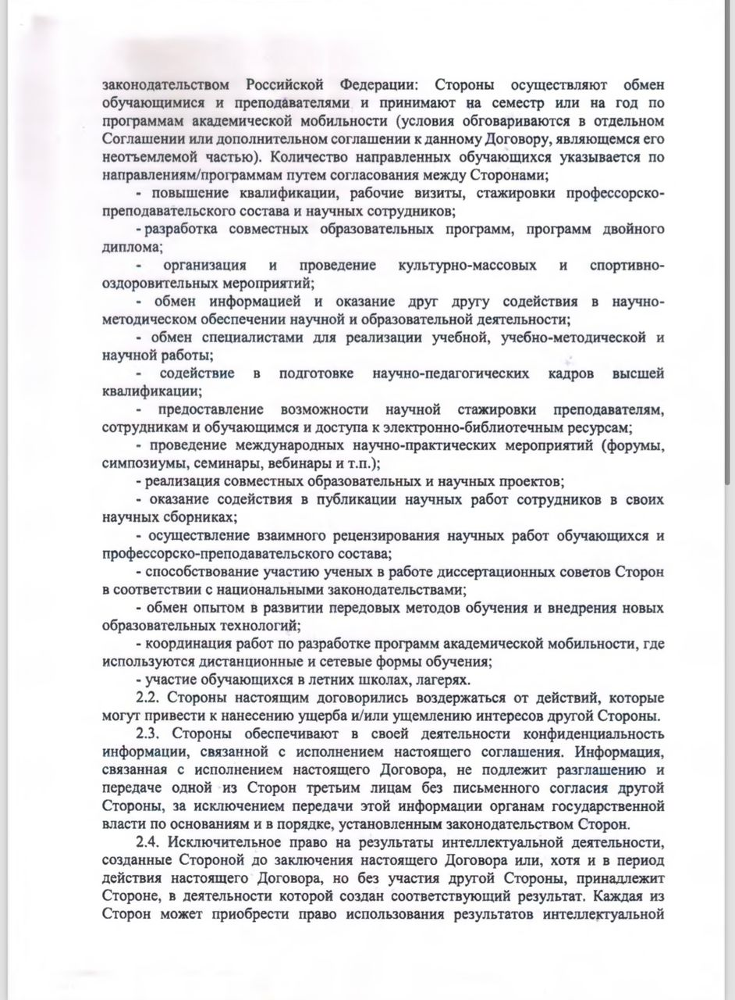 законодательством Российской Федерации: Стороны осуществляют обмен
обучающимися и преподавателями и принимают на семестр или на год по
программам академической мобильности (условия обговариваются в отдельном
Соглашении или дополнительном соглашении к данному Договору, являющемся его
неотъемлемой частью). Количество направленных обучающихся указывается по
направлениям/программам путем согласования между Сторонами;
- повышение квалификации, рабочие визиты, стажировки профессорско-
преподавательского состава и научных сотрудников;
- разработка совместных образовательных программ, программ двойного
диплома;
- организация и проведение культурно-массовых и спортивно-
оздоровительных мероприятий;
- обмен информацией и оказание друг другу содействия в научно-
методическом обеспечении научной и образовательной деятельности;
- обмен специалистами для реализации учебной, учебно-методической и
научной работы;
- содействие в подготовке научно-педагогических кадров высшей
квалификации;
- предоставление возможности научной стажировки преподавателям,
сотрудникам и обучающимся и доступа к электронно-библиотечным ресурсам;
- проведение международных научно-практических мероприятий (форумы,
симпозиумы, семинары, вебинары и т.п.);
- реализация совместных образовательных и научных проектов;
- оказание содействия в публикации научных работ сотрудников в своих
научных сборниках;
- осуществление взаимного рецензирования научных работ обучающихся и
профессорско-преподавательского состава;
- способствование участию ученых в работе диссертационных советов Сторон
в соответствии с национальными законодательствами;
- обмен опытом в развитии передовых методов обучения и внедрения новых
образовательных технологий;
- координация работ по разработке программ академической мобильности, где
используются дистанционные и сетевые формы обучения;
- участие обучающихся в летних школах, лагерях.
2.2. Стороны настоящим договорились воздержаться от действий, которые
могут привести к нанесению ущерба и/или ущемлению интересов другой Стороны.
2.3. Стороны обеспечивают в своей деятельности конфиденциальность
информации, связанной с исполнением настоящего соглашения. Информация,
связанная с исполнением настоящего Договора, не подлежит разглашению и
передаче одной из Сторон третьим лицам без письменного согласия другой
Стороны, за исключением передачи этой информации органам государственной
власти по основаниям и в порядке, установленным законодательством Сторон.
2.4. Исключительное право на результаты интеллектуальной деятельности,
созданные Стороной до заключения настоящего Договора или, хотя и в период
действия настоящего Договора, но без участия другой Стороны, принадлежит
Стороне, в деятельности которой создан соответствующий результат. Каждая из
Сторон может приобрести право использования результатов интеллектуальной